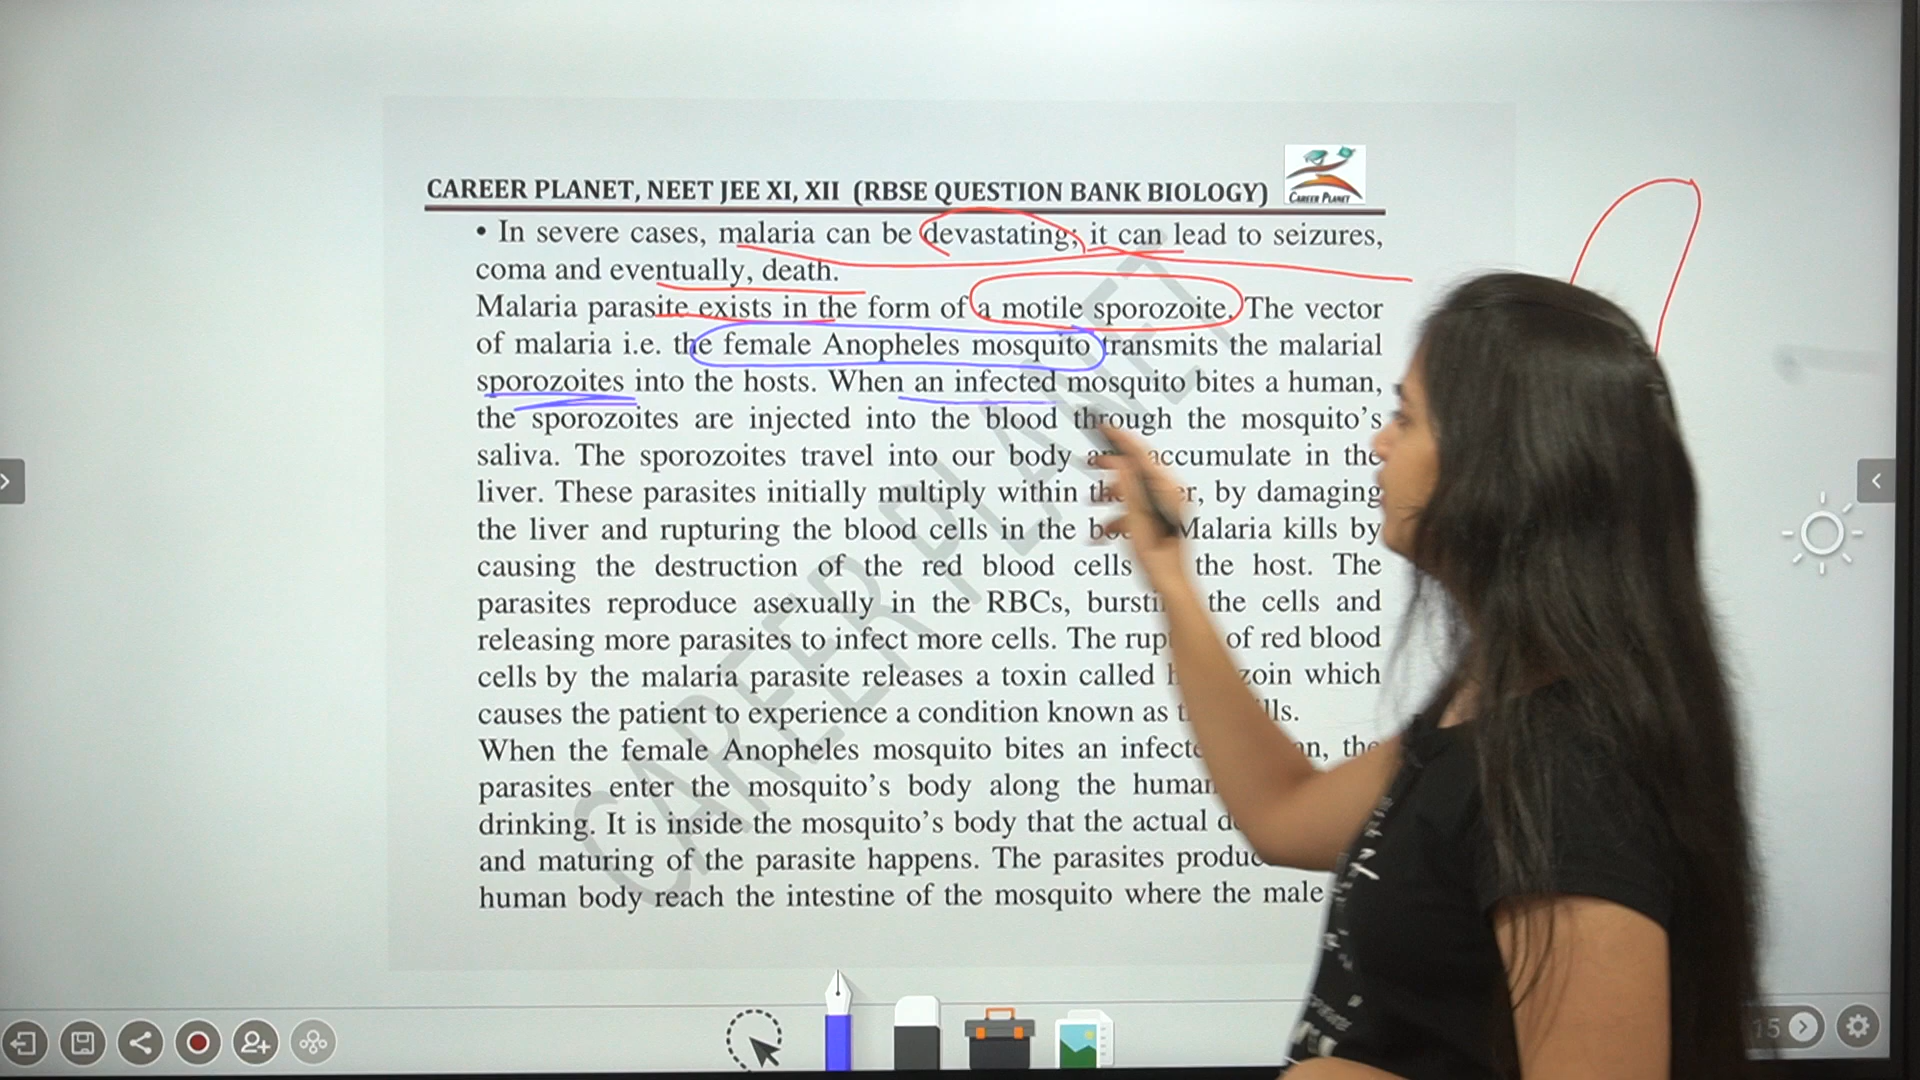 CAREER PLANET, NEET JEE XI, XII (RBSE QUESTION BANK BIOLOGY)
CAREER PLANET
• In severe cases, malaria can be devastating; it can lead to seizures,
coma and eventually, death.
Malaria parasite exists in the form of a motile sporozoite. The vector
of malaria i.e. the female Anopheles mosquito transmits the malarial
sporozoites into the hosts. When an infected mosquito bites a human,
the sporozoites are injected into the blood through the mosquito's
saliva. The sporozoites travel into our body accumulate in the
liver. These parasites initially multiply within by damaging
the liver and rupturing the blood cells in the Malaria kills by
causing the destruction of the red blood cells the host. The
parasites reproduce asexually in the RBCs, the cells and
releasing more parasites to infect more cells. The of red blood
cells by the malaria parasite releases a toxin called which
causes the patient to experience a condition known as
When the female Anopheles mosquito bites an the
parasites enter the mosquito's body along the
drinking. It is inside the mosquito's body that the actual
and maturing of the parasite happens. The parasites
human body reach the intestine of the mosquito where the male
CAREER PLANET
15